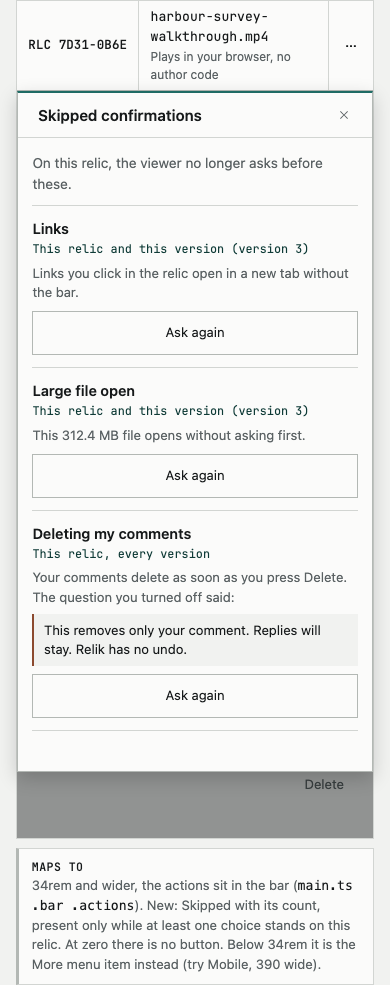 RLC 7D31-0B6E
harbour-survey-
walkthrough.mp4
Plays in your browser, no
author code
…
Skipped confirmations
×
On this relic, the viewer no longer asks before
these.
Links
This relic and this version (version 3)
Links you click in the relic open in a new tab without
the bar.
Ask again
Large file open
This relic and this version (version 3)
This 312.4 MB file opens without asking first.
Ask again
Deleting my comments
This relic, every version
Your comments delete as soon as you press Delete.
The question you turned off said:
This removes only your comment. Replies will
stay. Relik has no undo.
Ask again
Delete
MAPS TO
34rem and wider, the actions sit in the bar (main.ts
.bar .actions). New: Skipped with its count,
present only while at least one choice stands on this
relic. At zero there is no button. Below 34rem it is the
More menu item instead (try Mobile, 390 wide).